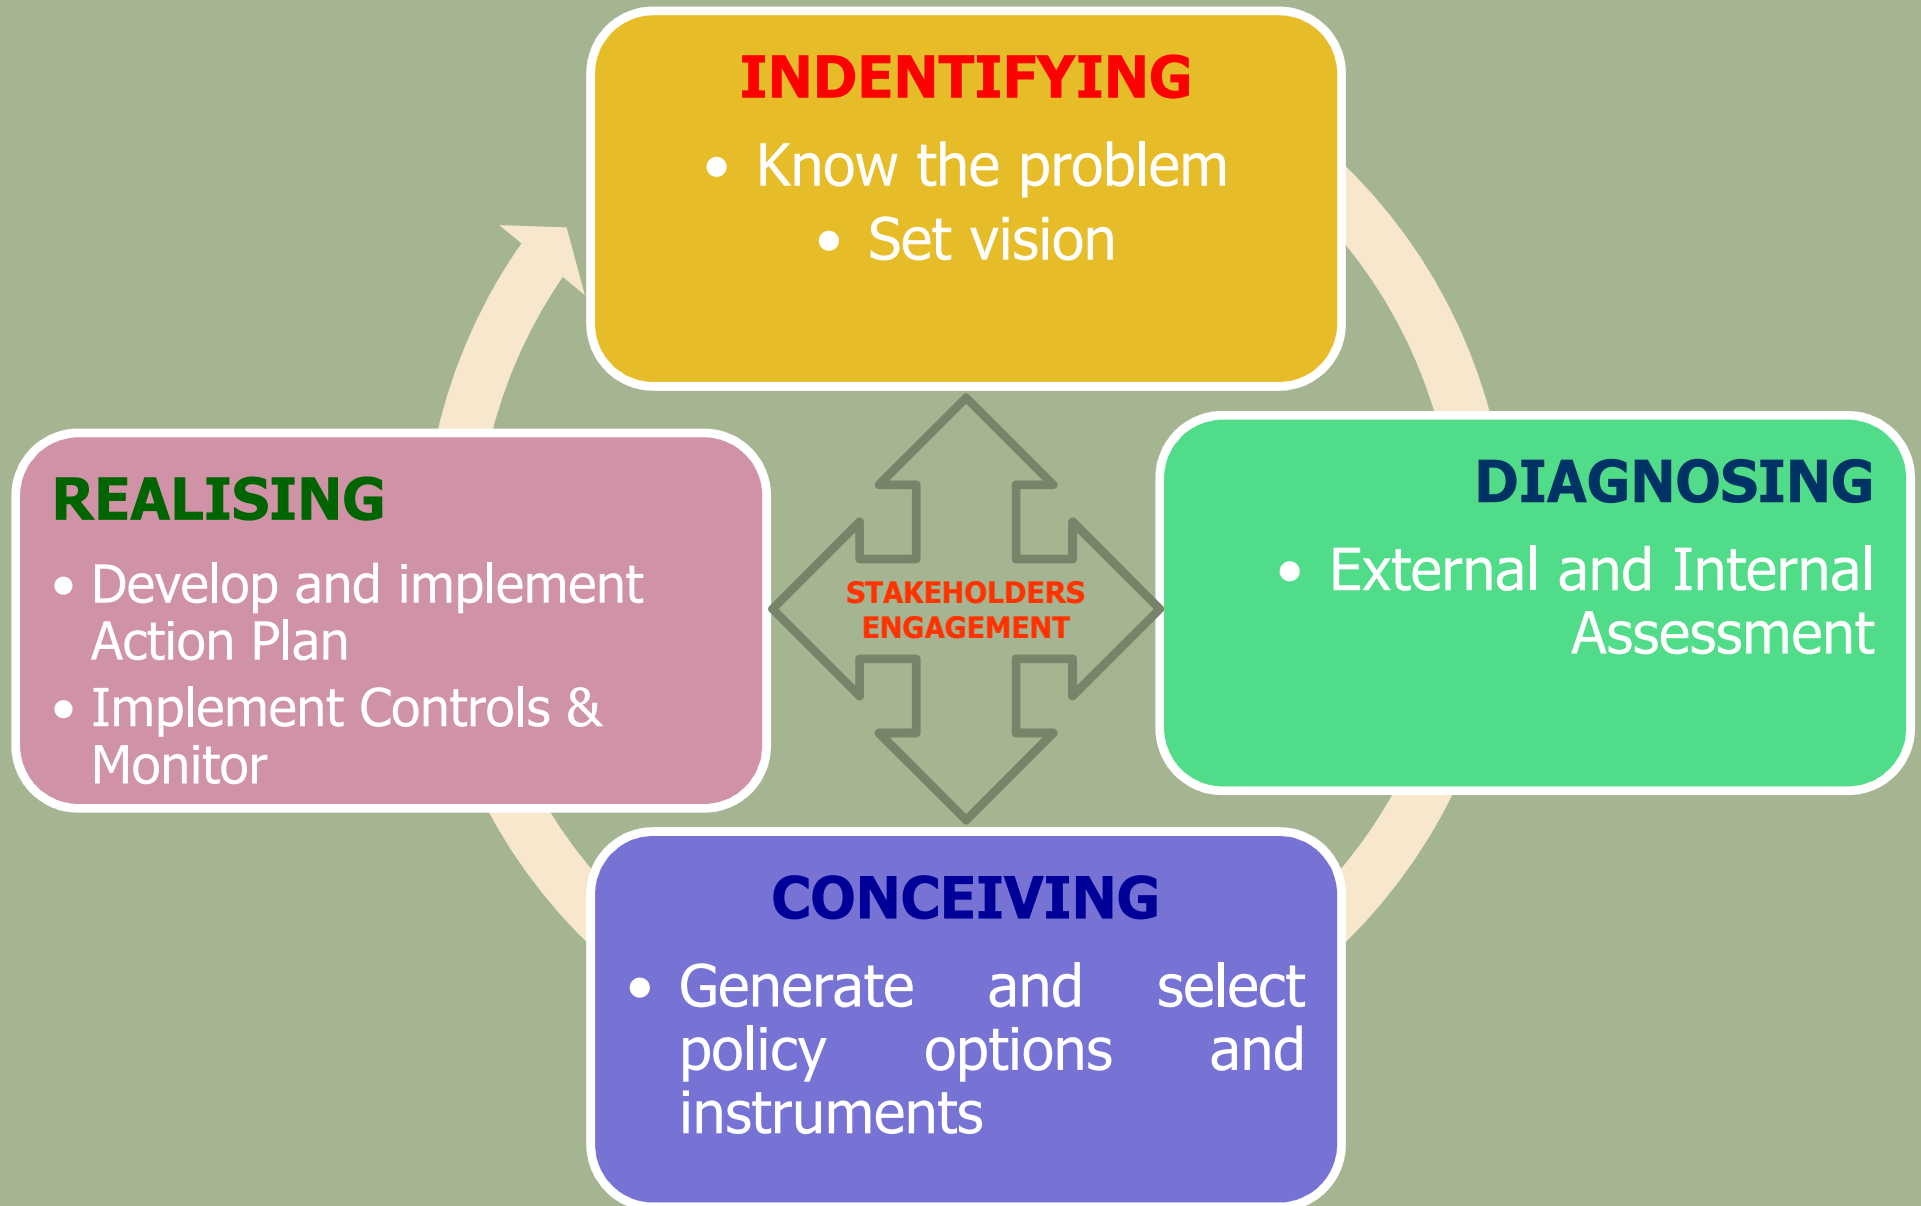 INDENTIFYING
• Know the problem
• Set vision
REALISING
• Develop and implement
Action Plan
• Implement Controls &
Monitor
STAKEHOLDERS
ENGAGEMENT
DIAGNOSING
• External and Internal
Assessment
CONCEIVING
• Generate and select
policy options and
instruments